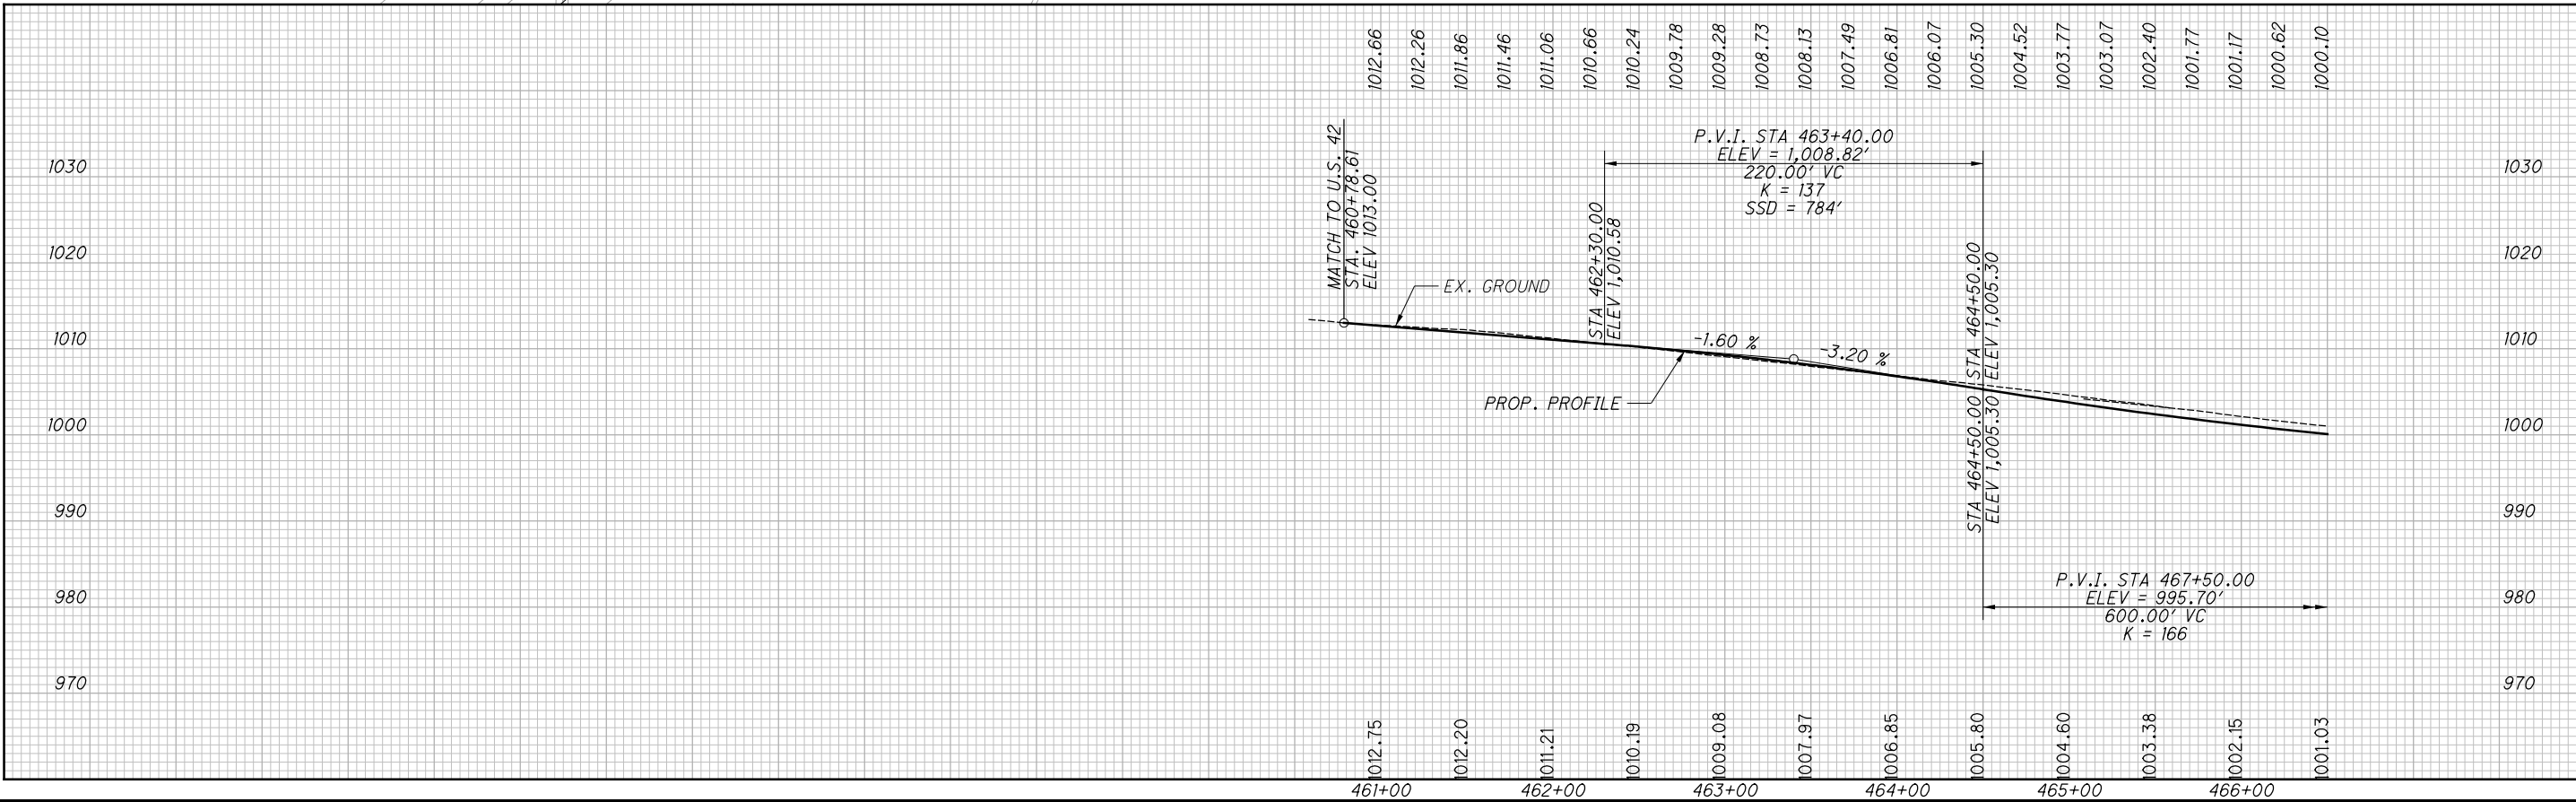 1012.66
1012.26
1011.86
1011.46
1011.06
1010.66
1010.24
1009.78
1009.28
1008.73
1008.13
1007.49
1006.81
1006.07
1005.30
1004.52
1003.77
1003.07
1002.40
1001.77
1001.17
1000.62
1000.10
1030
1020
1010
1000
990
980
970
MATCH TO U.S. 42
STA. 460+78.61
ELEV 1013.00
EX. GROUND
STA 462+30.00
ELEV 1,010.58
P.V.I. STA 463+40.00
ELEV = 1,008.82'
220.00' VC
K = 137
SSD = 784'
-1.60 %
-3.20 %
PROP. PROFILE
STA 464+50.00
ELEV 1,005.30
STA 464+50.00
ELEV 1,005.30
P.V.I. STA 467+50.00
ELEV = 995.70'
600.00' VC
K = 166
1030
1020
1010
1000
990
980
970
1012.75
1012.20
1011.21
1010.19
1009.08
1007.97
1006.85
1005.80
1004.60
1003.38
1002.15
1001.03
461+00
462+00
463+00
464+00
465+00
466+00